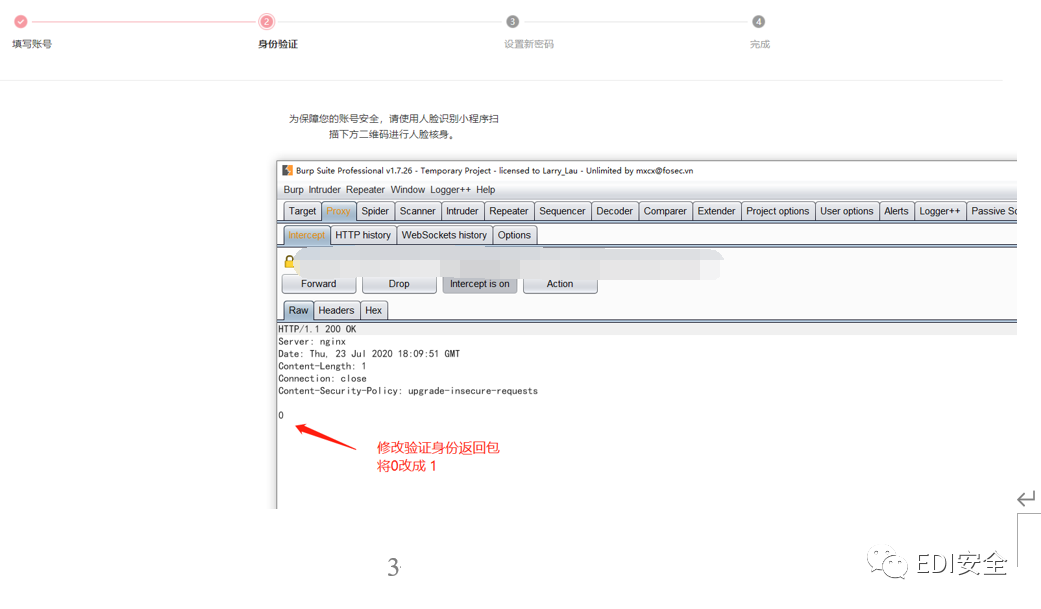 2 3 4
填写账号 身份验证 设置新密码 完成
为保障您的账号安全，请使用人脸识别小程序扫
描下方二维码进行人脸核身。
Burp Suite Professional v1.7.26 - Temporary Project - licensed to Larry_Lau - Unlimited by mxcx@fosec.vn
Burp Intruder Repeater Window Logger++ Help
Target Proxy Spider Scanner Intruder Repeater Sequencer Decoder Comparer Extender Project options User options Alerts Logger++ Passive Sc
Intercept HTTP history WebSockets history Options
Forward Drop Intercept is on Action
Raw Headers Hex
HTTP/1.1 200 OK
Server: nginx
Date: Thu, 23 Jul 2020 18:09:51 GMT
Content-Length: 1
Connection: close
Content-Security-Policy: upgrade-insecure-requests
0
修改验证身份返回包
将0改成 1
3
EDI安全